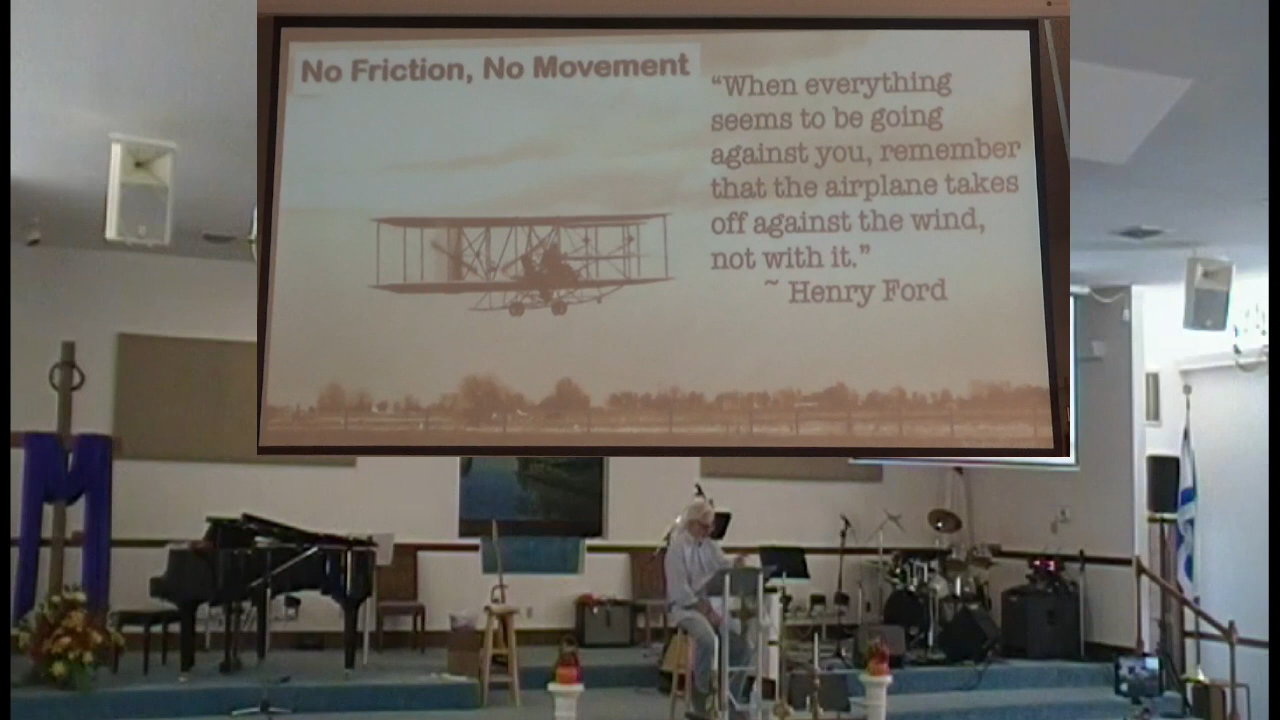 No Friction, No Movement
“When everything
seems to be going
against you, remember
that the airplane takes
off against the wind,
not with it.”
~ Henry Ford